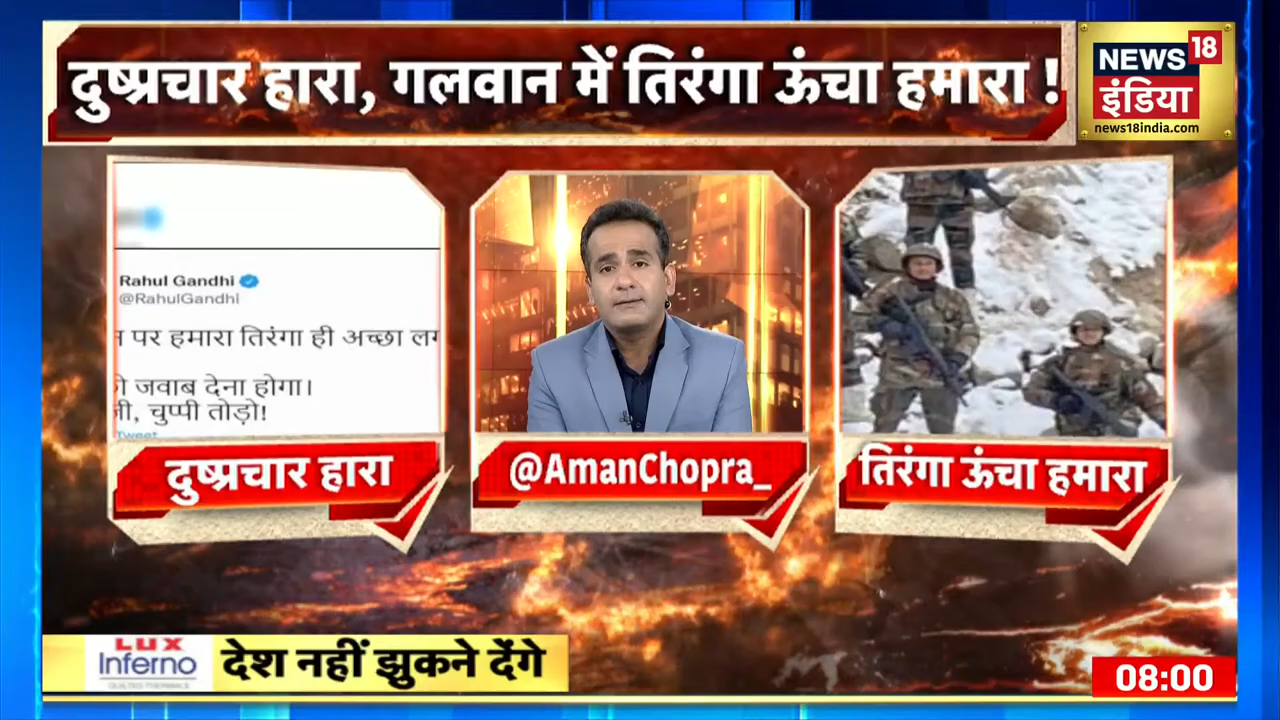 दुष्प्रचार हारा, गलवान में तिरंगा ऊंचा हमारा !
NEWS 18
इंडिया
news18india.com
Rahul Gandhi
@RahulGandhi
पर हमारा तिरंगा ही अच्छा
जवाब देना होगा।
चुप्पी तोड़ो!
Tweet
दुष्प्रचार हारा
@AmanChopra_
तिरंगा ऊंचा हमारा
LUX
Inferno
देश नहीं झुकने देंगे
08:00